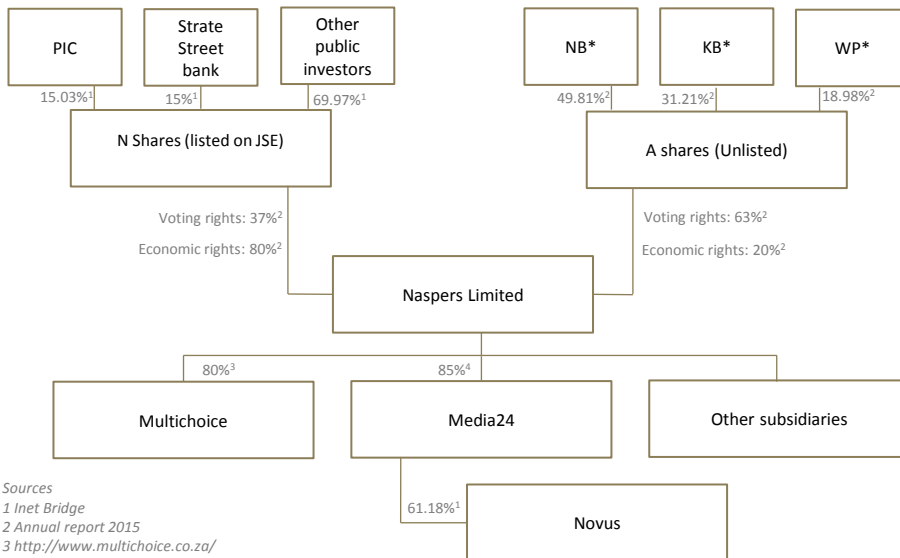 PIC
Strate
Street
bank
Other
public
investors
NB*
KB*
WP*
15.03%¹
15%¹
69.97%¹
49.81%²
31.21%²
18.98%²
N Shares (listed on JSE)
A shares (Unlisted)
Voting rights: 37%²
Economic rights: 80%²
Voting rights: 63%²
Economic rights: 20%²
Naspers Limited
80%³
85%⁴
Multichoice
Media24
Other subsidiaries
61.18%¹
Novus
Sources
1 Inet Bridge
2 Annual report 2015
3 http://www.multichoice.co.za/